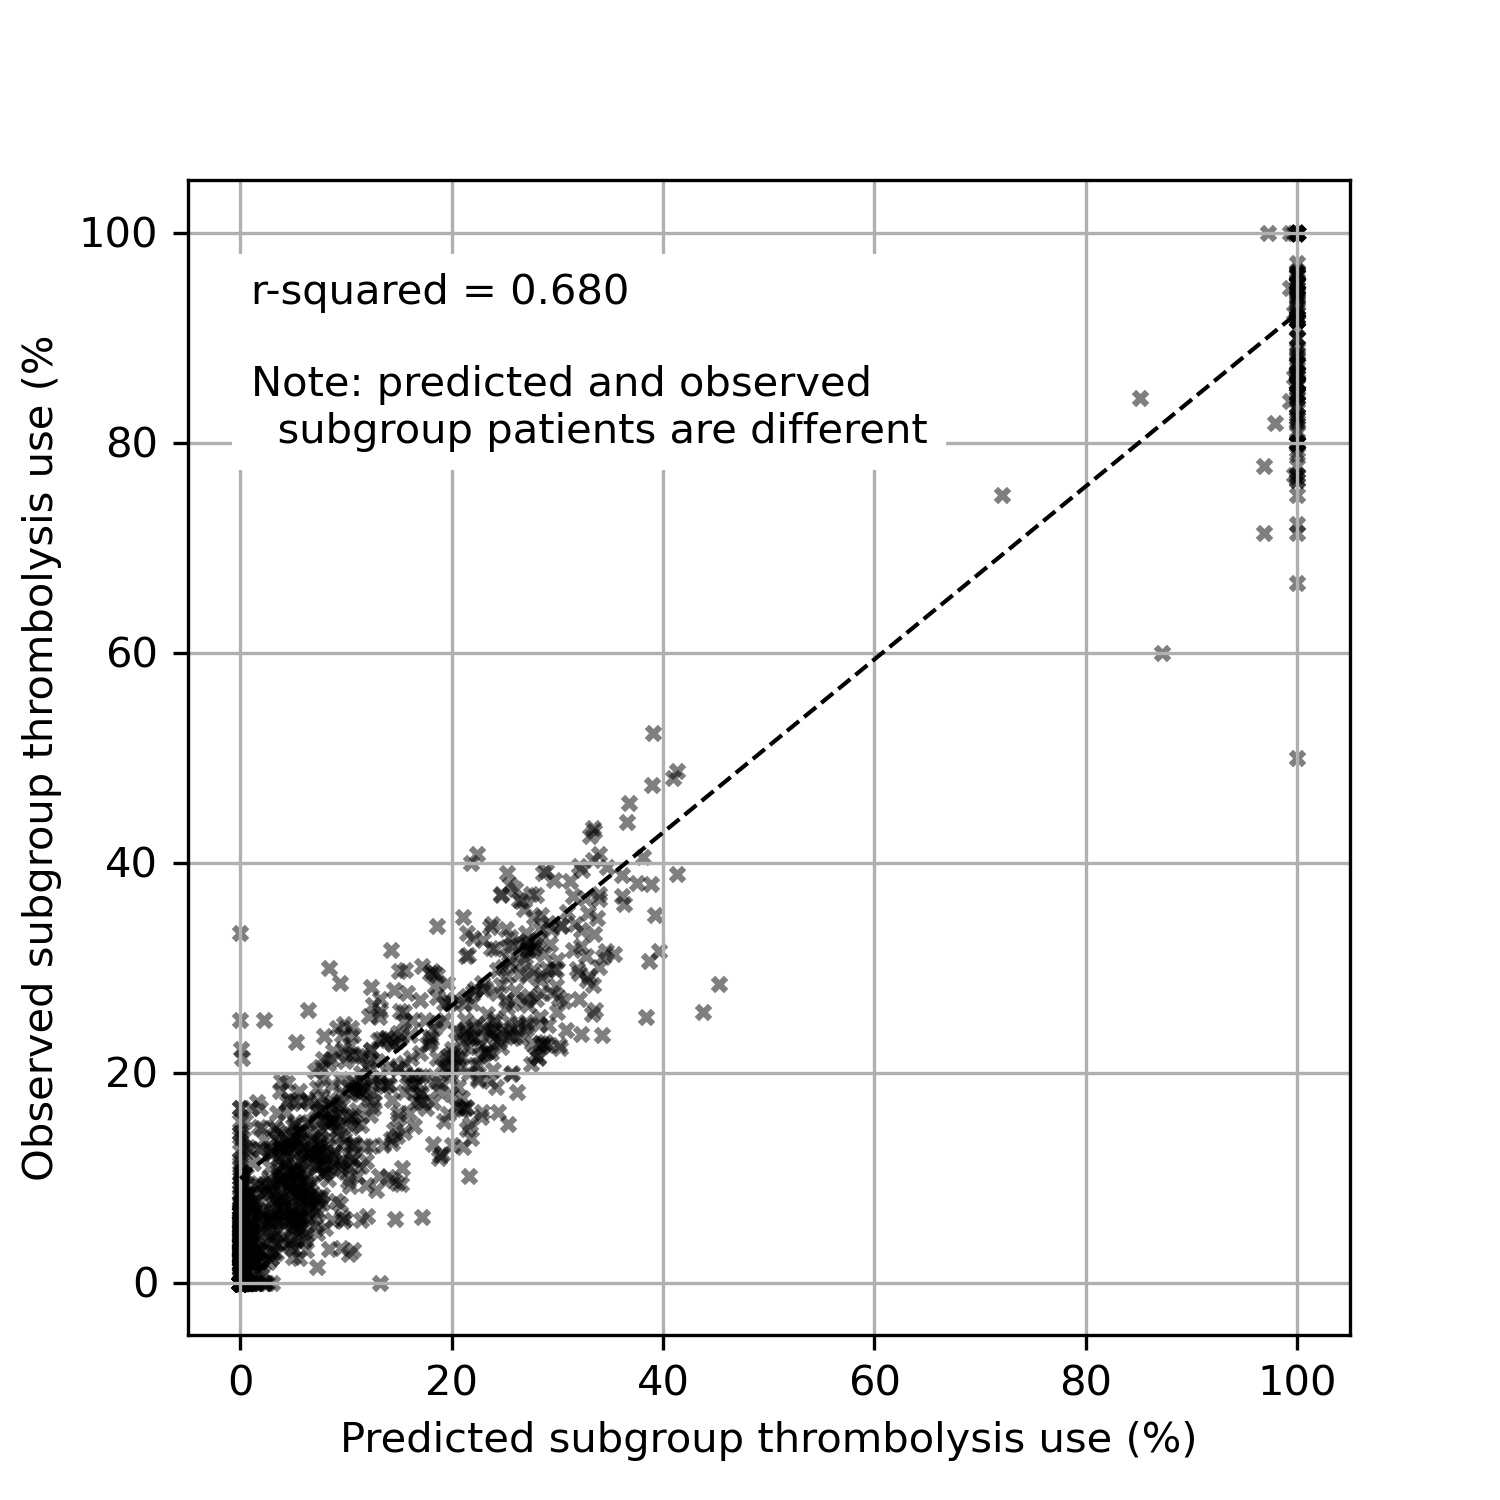 r-squared = 0.680
Note: predicted and observed
subgroup patients are different
Observed subgroup thrombolysis use (%
100
80
60
40
20
0
0 20 40 60 80 100
Predicted subgroup thrombolysis use (%)